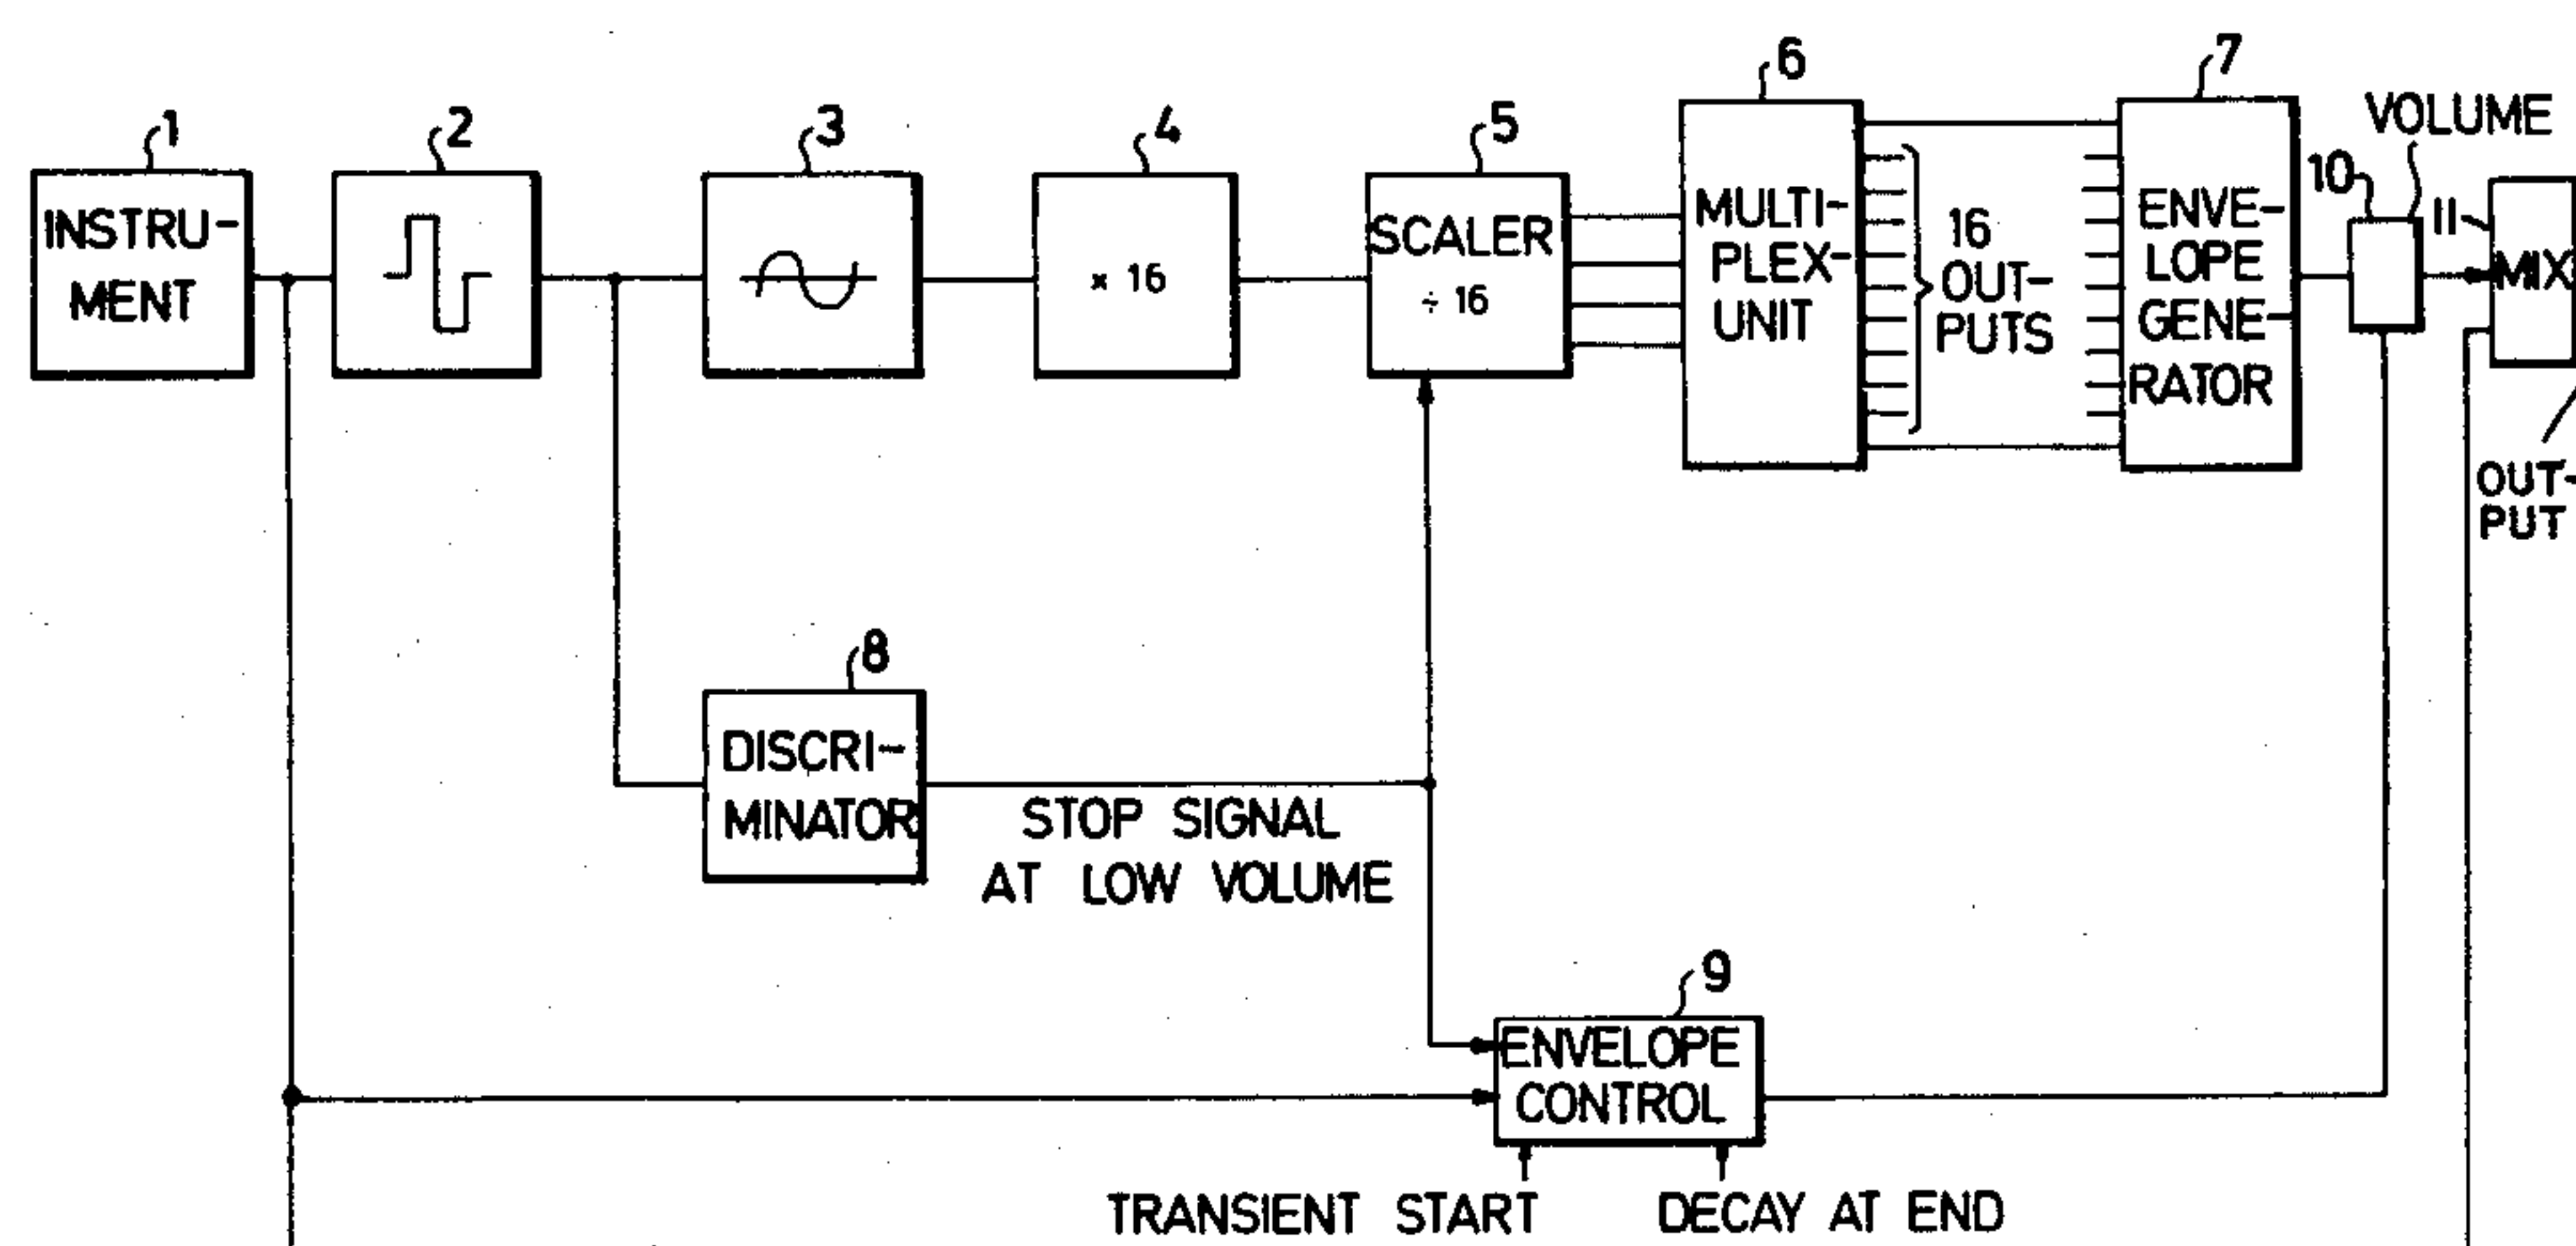 1
INSTRU-
MENT
2
3
4
× 16
5
SCALER
÷ 16
6
MULTI-
PLEX-
UNIT
16
OUT-
PUTS
7
ENVE-
LOPE
GENE-
RATOR
VOLUME
10
11
MIX
OUT-
PUT
8
DISCRI-
MINATOR
STOP SIGNAL
AT LOW VOLUME
9
ENVELOPE
CONTROL
TRANSIENT START
DECAY AT END